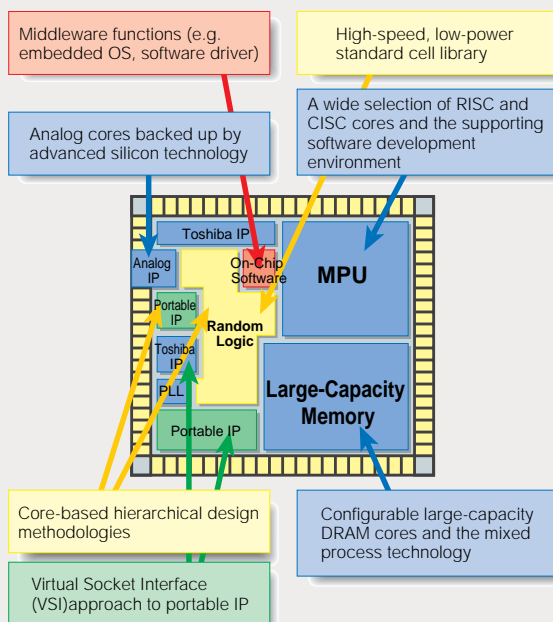 Middleware functions (e.g.
embedded OS, software driver)
High-speed, low-power
standard cell library
Analog cores backed up by
advanced silicon technology
A wide selection of RISC and
CISC cores and the supporting
software development
environment
Toshiba IP
Analog
IP
On-Chip
Software
MPU
Portable
IP
Random
Logic
Toshiba
IP
PLL
Large-Capacity
Memory
Portable IP
Core-based hierarchical design
methodologies
Configurable large-capacity
DRAM cores and the mixed
process technology
Virtual Socket Interface
(VSI)approach to portable IP